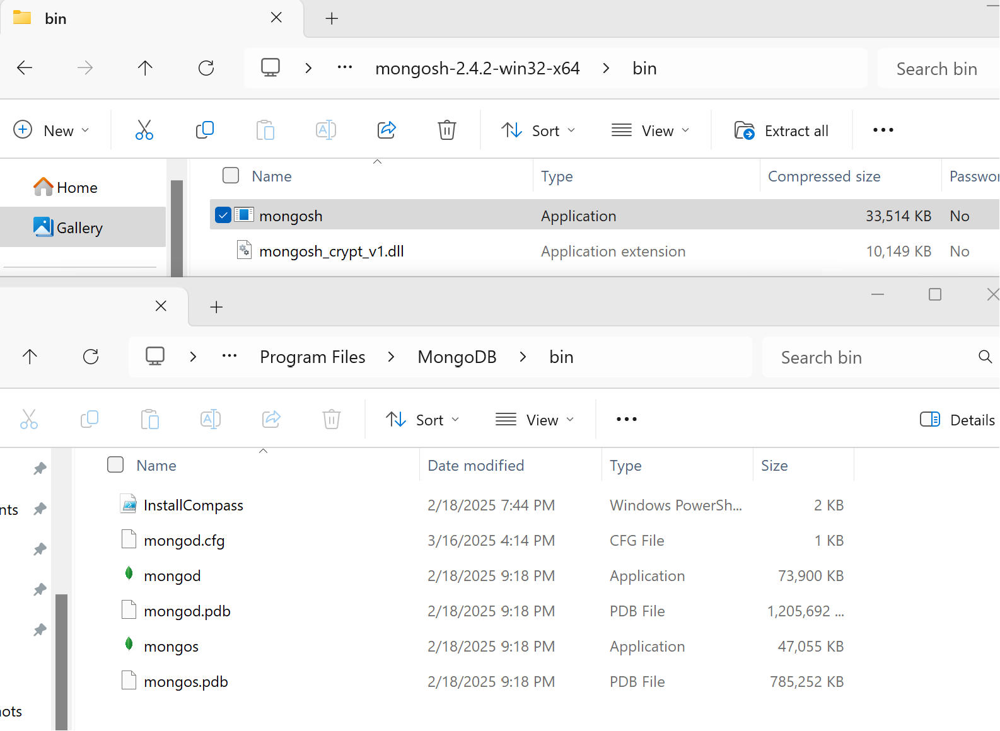 bin
mongosh-2.4.2-win32-x64 bin Search bin
New Sort View Extract all
Name Type Compressed size
Home
mongosh Application 33,514 KB No
Gallery
mongosh_crypt_v1.dll Application extension 10,149 KB No
Program Files MongoDB bin Search bin
Sort View Details
Name Date modified Type Size
InstallCompass 2/18/2025 7:44 PM Windows PowerSh... 2 KB
nts
mongod.cfg 3/16/2025 4:14 PM CFG File 1 KB
mongod 2/18/2025 9:18 PM Application 73,900 KB
mongod.pdb 2/18/2025 9:18 PM PDB File 1,205,692 ...
mongos 2/18/2025 9:18 PM Application 47,055 KB
mongos.pdb 2/18/2025 9:18 PM PDB File 785,252 KB
ots